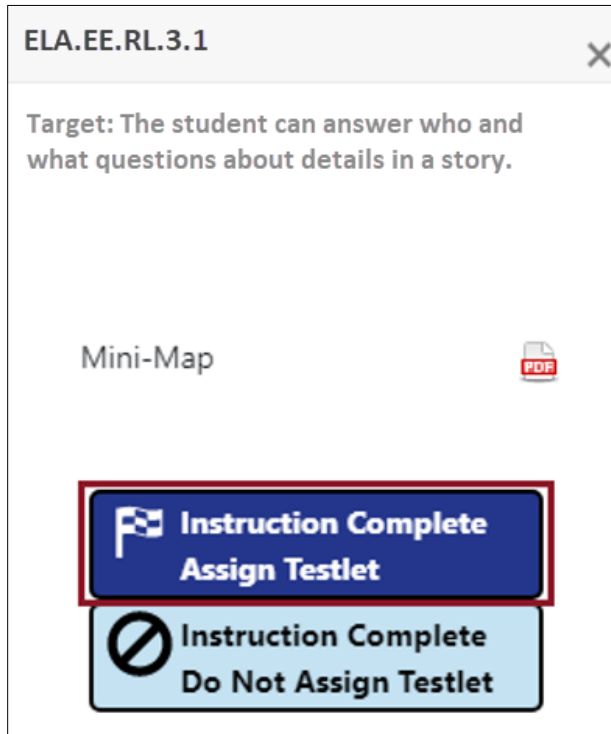 ELA.EE.RL.3.1
Target: The student can answer who and
what questions about details in a story.
Mini-Map
PDF
Instruction Complete
Assign Testlet
Instruction Complete
Do Not Assign Testlet